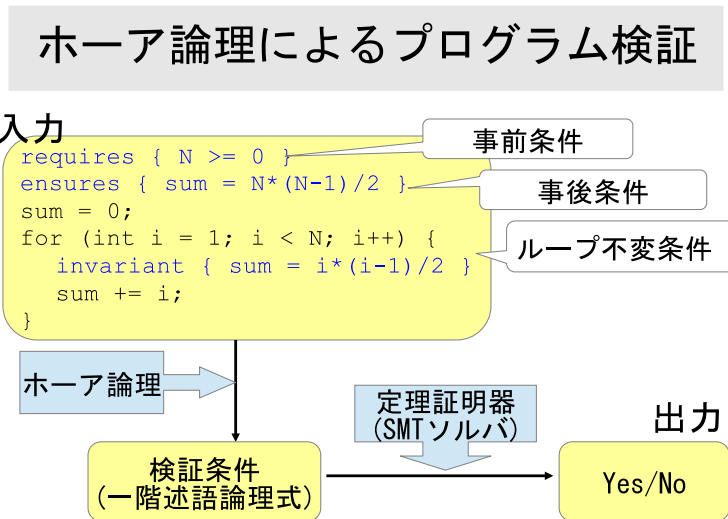 ホーア論理によるプログラム検証
入力
requires { N >= 0 }
事前条件
ensures { sum = N*(N-1)/2 }
事後条件
sum = 0;
for (int i = 1; i < N; i++) {
ループ不変条件
invariant { sum = i*(i-1)/2 }
sum += i;
}
ホーア論理
定理証明器
(SMTソルバ)
出力
検証条件
(一階述語論理式)
Yes/No